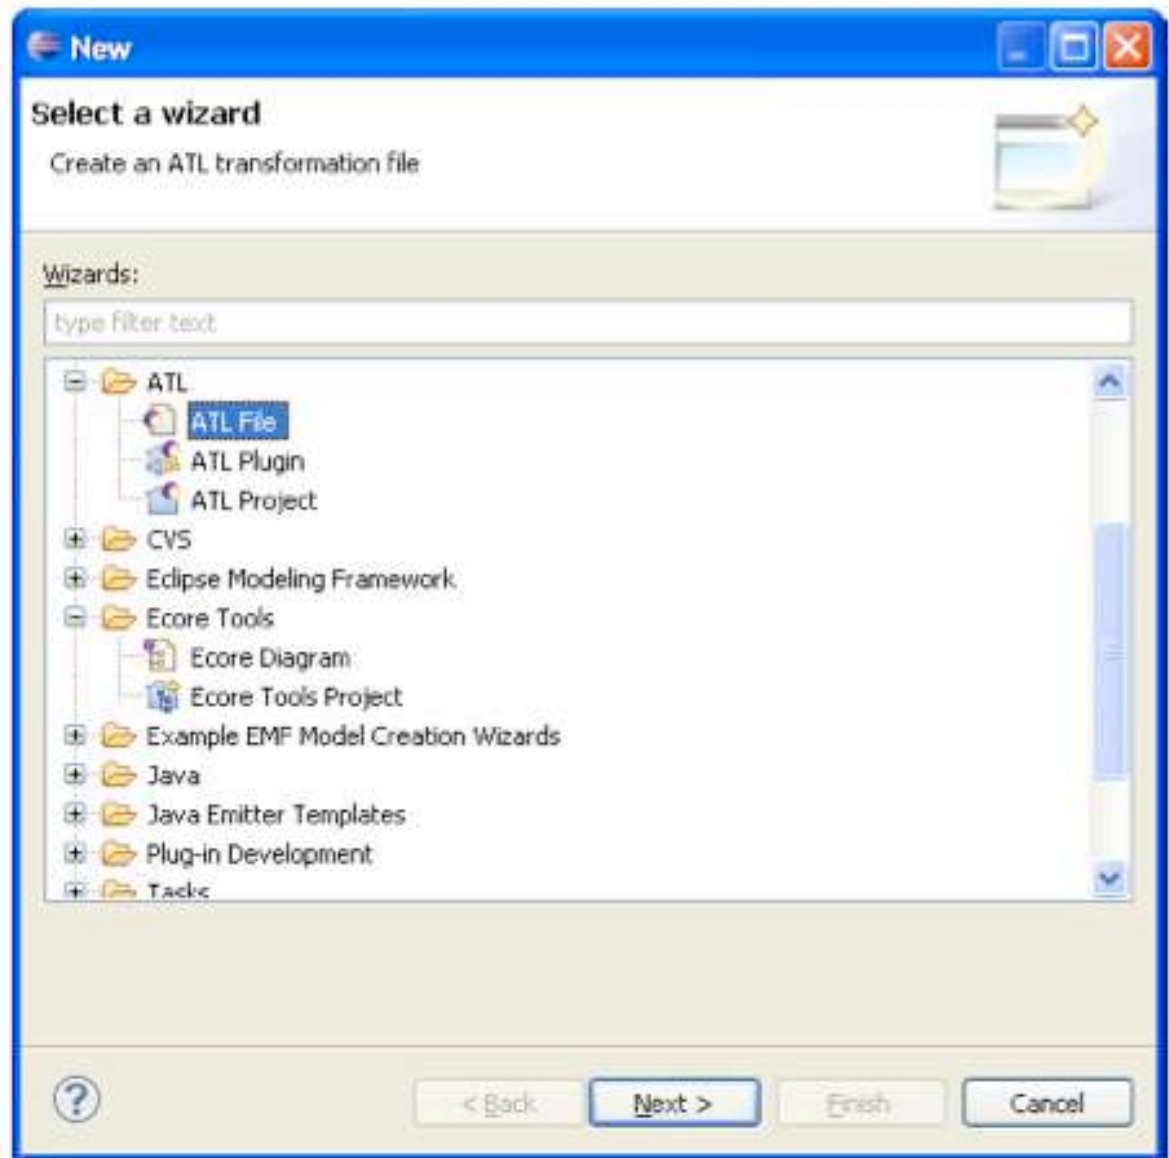 New
Select a wizard
Create an ATL transformation file
Wizards:
type filter text
ATL
ATL File
ATL Plugin
ATL Project
CVS
Eclipse Modeling Framework
Ecore Tools
Ecore Diagram
Ecore Tools Project
Example EMF Model Creation Wizards
Java
Java Emitter Templates
Plug-in Development
Tasks
? < Back Next > Finish Cancel